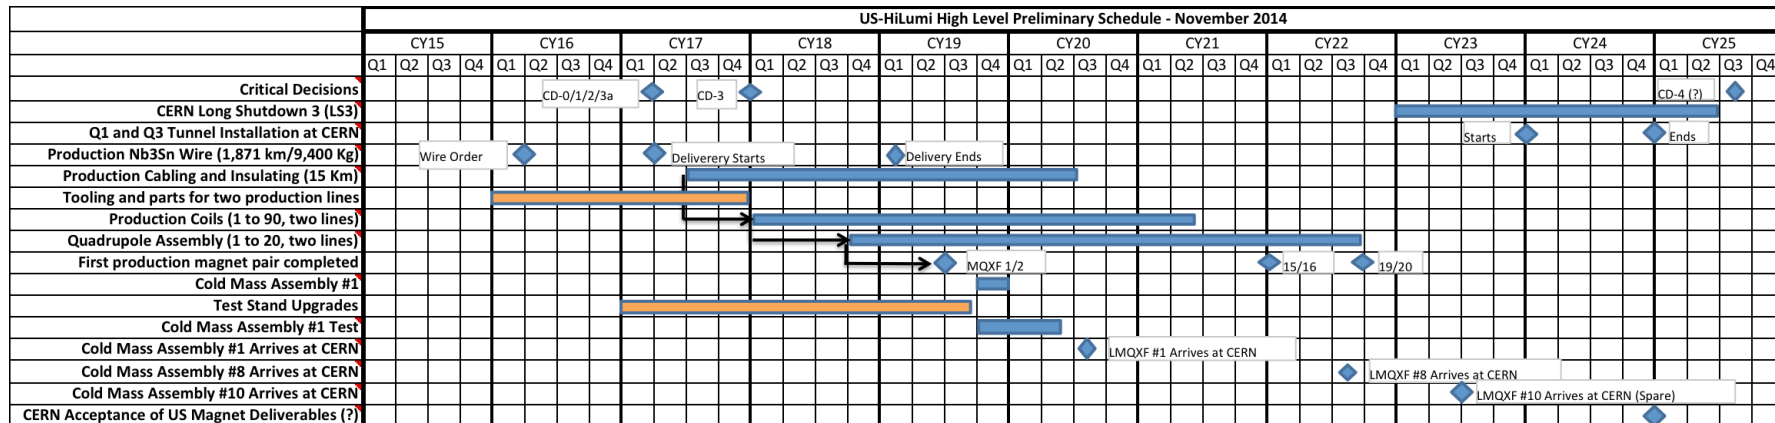 US-HiLumi High Level Preliminary Schedule - November 2014
CY15 CY16 CY17 CY18 CY19 CY20 CY21 CY22 CY23 CY24 CY25
Q1 Q2 Q3 Q4 Q1 Q2 Q3 Q4 Q1 Q2 Q3 Q4 Q1 Q2 Q3 Q4 Q1 Q2 Q3 Q4 Q1 Q2 Q3 Q4 Q1 Q2 Q3 Q4 Q1 Q2 Q3 Q4 Q1 Q2 Q3 Q4 Q1 Q2 Q3 Q4 Q1 Q2 Q3 Q4
Critical Decisions CD-0/1/2/3a CD-3 CD-4 (?)
CERN Long Shutdown 3 (LS3)
Q1 and Q3 Tunnel Installation at CERN Starts Ends
Production Nb3Sn Wire (1,871 km/9,400 Kg) Wire Order Deliverery Starts Delivery Ends
Production Cabling and Insulating (15 Km)
Tooling and parts for two production lines
Production Coils (1 to 90, two lines)
Quadrupole Assembly (1 to 20, two lines)
First production magnet pair completed MQXF 1/2 15/16 19/20
Cold Mass Assembly #1
Test Stand Upgrades
Cold Mass Assembly #1 Test
Cold Mass Assembly #1 Arrives at CERN LMQXF #1 Arrives at CERN
Cold Mass Assembly #8 Arrives at CERN LMQXF #8 Arrives at CERN
Cold Mass Assembly #10 Arrives at CERN LMQXF #10 Arrives at CERN (Spare)
CERN Acceptance of US Magnet Deliverables (?)